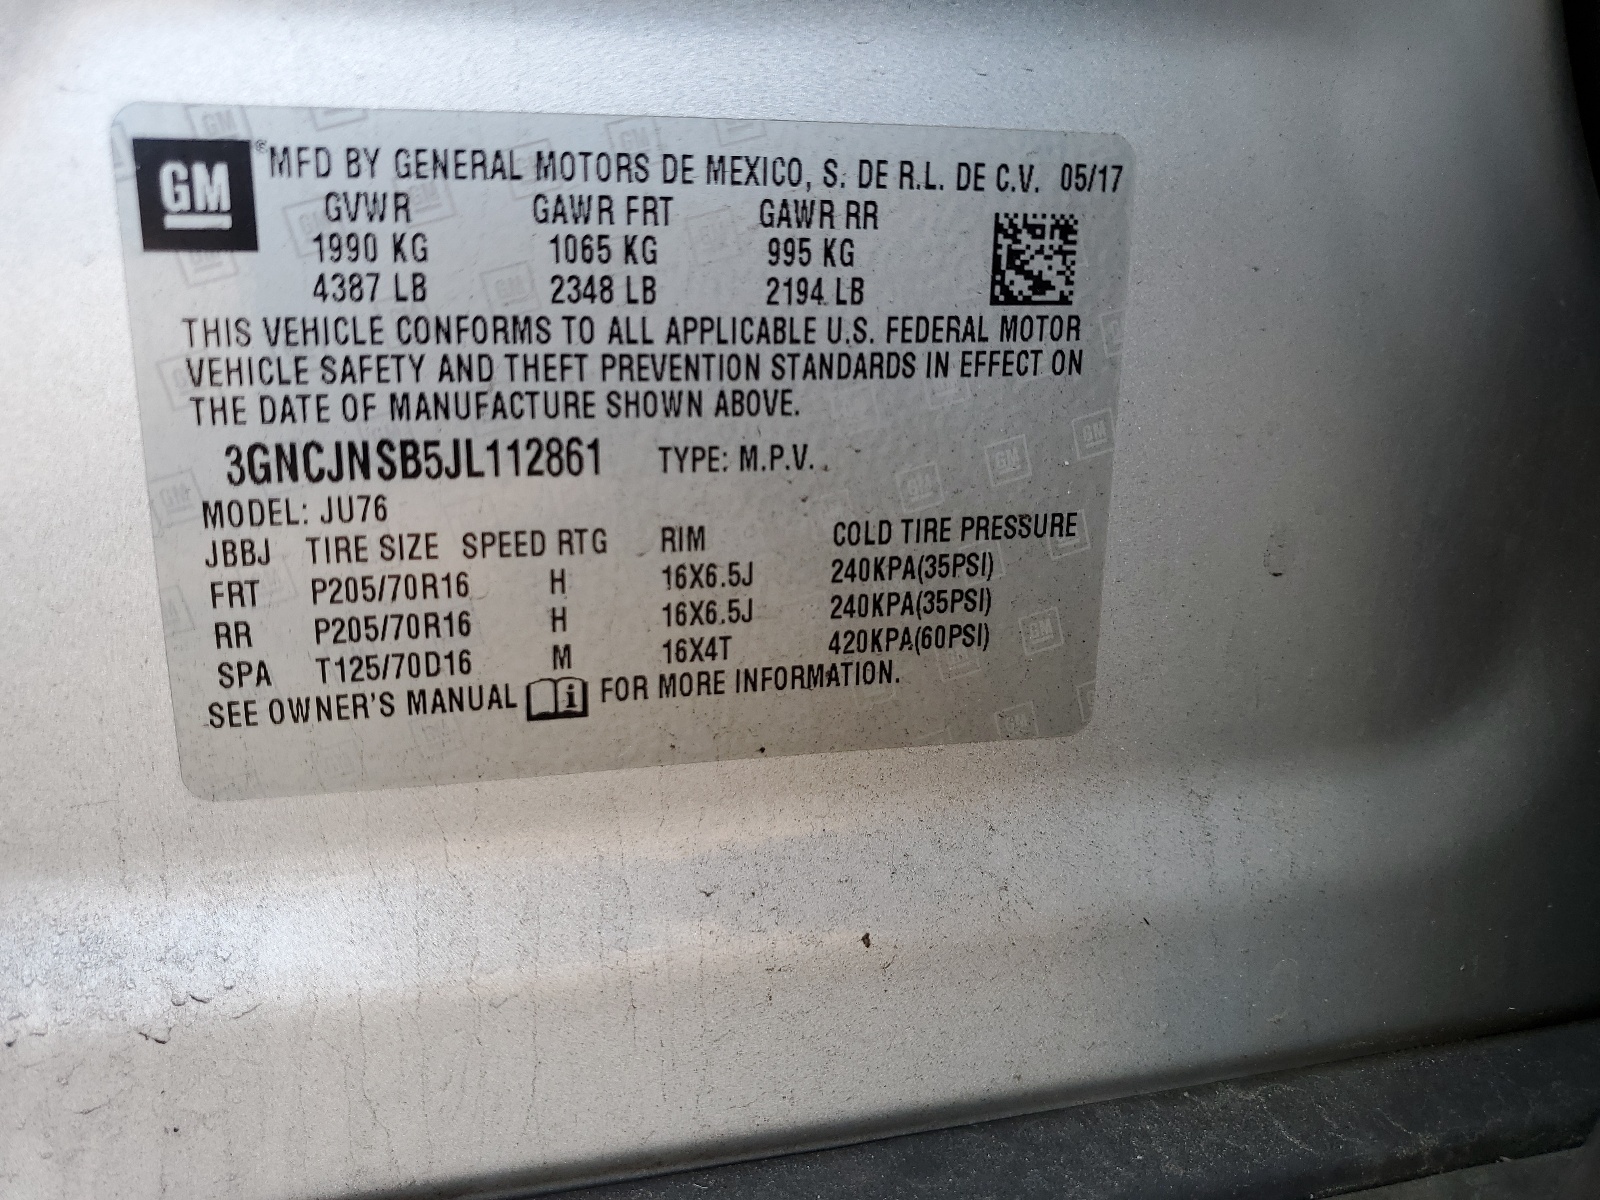 GM ® MFD BY GENERAL MOTORS DE MEXICO, S. DE R.L. DE C.V. 05/17
GVWR GAWR FRT GAWR RR
1990 KG 1065 KG 995 KG
4387 LB 2348 LB 2194 LB
THIS VEHICLE CONFORMS TO ALL APPLICABLE U.S. FEDERAL MOTOR
VEHICLE SAFETY AND THEFT PREVENTION STANDARDS IN EFFECT ON
THE DATE OF MANUFACTURE SHOWN ABOVE.
3GNCJNSB5JL112861 TYPE: M.P.V.
MODEL: JU76
JBBJ TIRE SIZE SPEED RTG RIM COLD TIRE PRESSURE
FRT P205/70R16 H 16X6.5J 240KPA(35PSI)
RR P205/70R16 H 16X6.5J 240KPA(35PSI)
SPA T125/70D16 M 16X4T 420KPA(60PSI)
SEE OWNER'S MANUAL i FOR MORE INFORMATION.